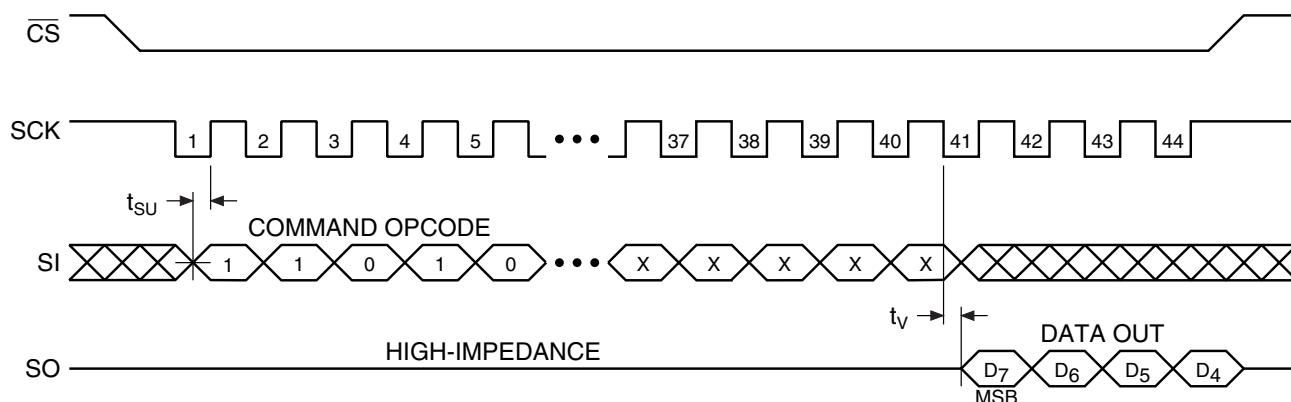 CS
SCK 1 2 3 4 5 ••• 37 38 39 40 41 42 43 44
tSU
COMMAND OPCODE
SI 1 1 0 1 0 ••• X X X X X
tV
DATA OUT
HIGH-IMPEDANCE
SO D7 D6 D5 D4
MSB